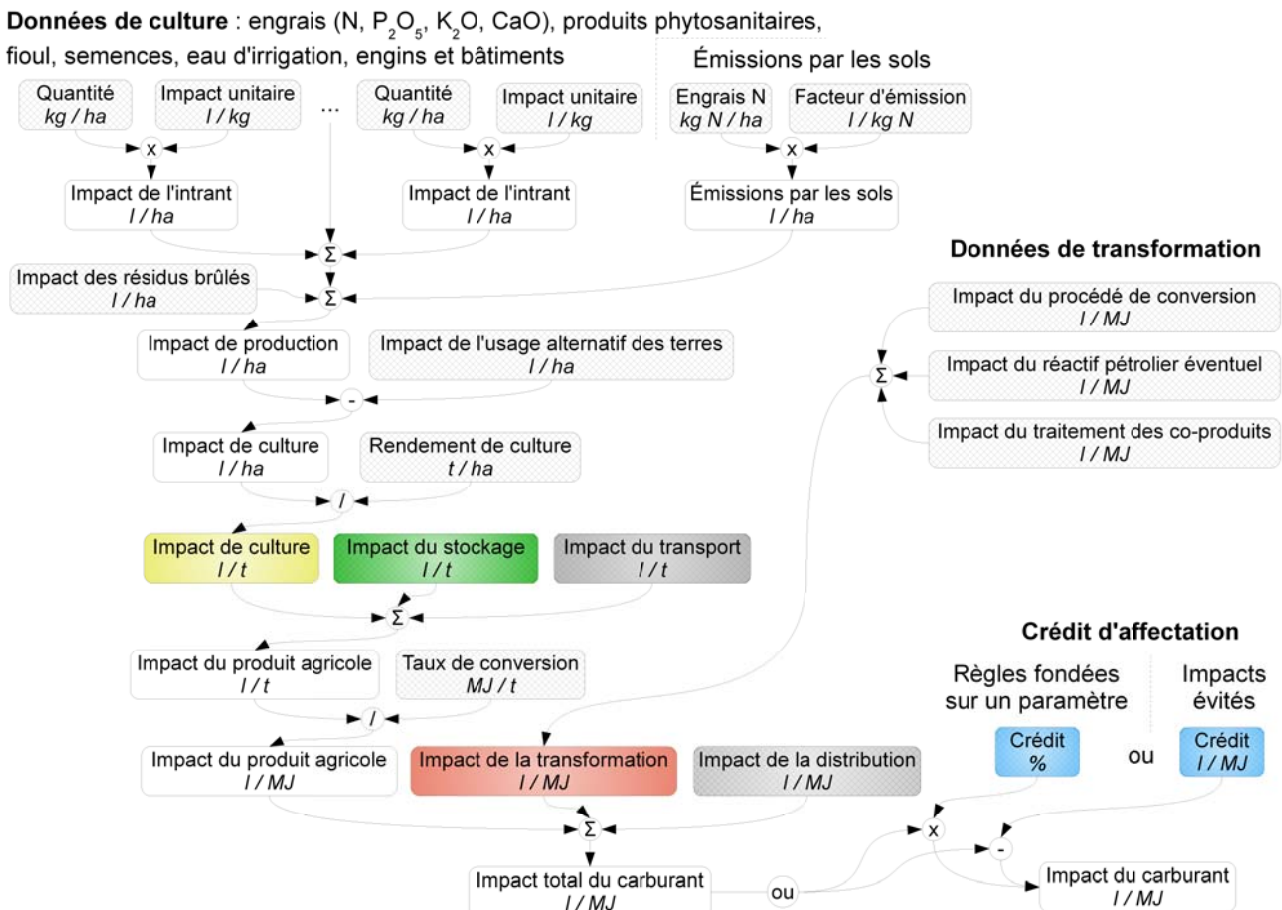 Données de culture : engrais (N, P₂O₅, K₂O, CaO), produits phytosanitaires,
fioul, semences, eau d'irrigation, engins et bâtiments
Émissions par les sols
Quantité
kg / ha
Impact unitaire
I / kg
...
Quantité
kg / ha
Impact unitaire
I / kg
Engrais N
kg N / ha
Facteur d'émission
I / kg N
x
x
x
Impact de l'intrant
I / ha
Impact de l'intrant
I / ha
Émissions par les sols
I / ha
Σ
Impact des résidus brûlés
I / ha
Σ
Impact de production
I / ha
Impact de l'usage alternatif des terres
I / ha
-
Impact de culture
I / ha
Rendement de culture
t / ha
/
Impact de culture
I / t
Impact du stockage
I / t
Impact du transport
I / t
Σ
Impact du produit agricole
I / t
Taux de conversion
MJ / t
/
Impact du produit agricole
I / MJ
Impact de la transformation
I / MJ
Impact de la distribution
I / MJ
Σ
Impact total du carburant
I / MJ
Données de transformation
Impact du procédé de conversion
I / MJ
Impact du réactif pétrolier éventuel
I / MJ
Impact du traitement des co-produits
I / MJ
Σ
Crédit d'affectation
Règles fondées
sur un paramètre
Impacts
évités
Crédit
%
ou
Crédit
I / MJ
x
-
ou
Impact du carburant
I / MJ